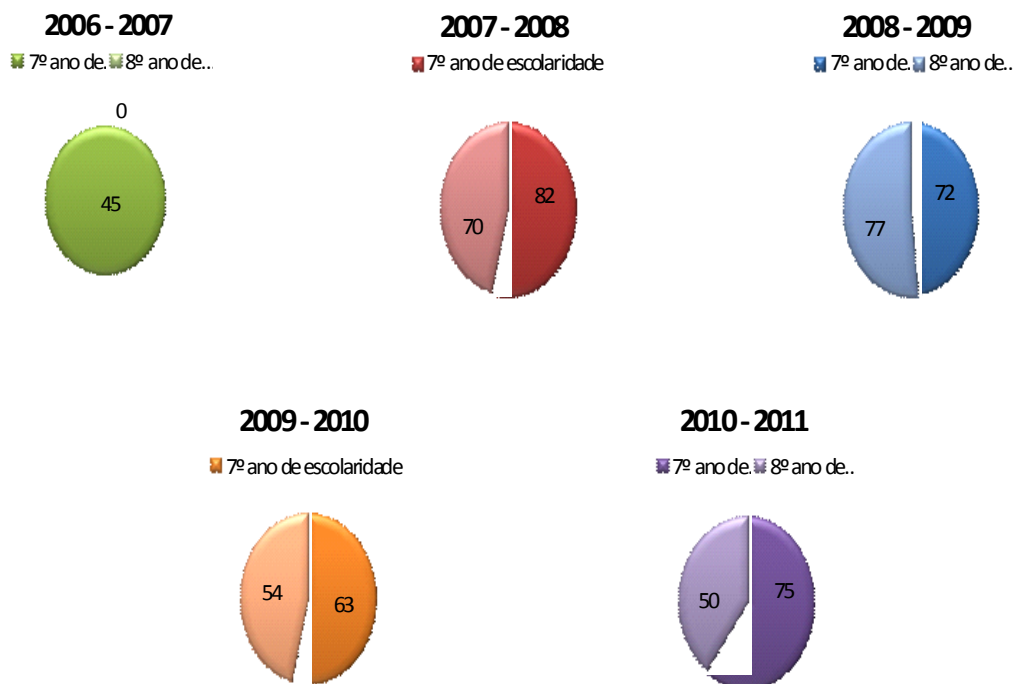 2006 - 2007
7º ano de. 8º ano de...
0
45
2007 - 2008
7º ano de escolaridade
82
70
2008 - 2009
7º ano de. 8º ano de..
72
77
2009 - 2010
7º ano de escolaridade
54
63
2010 - 2011
7º ano de. 8º ano de..
50
75